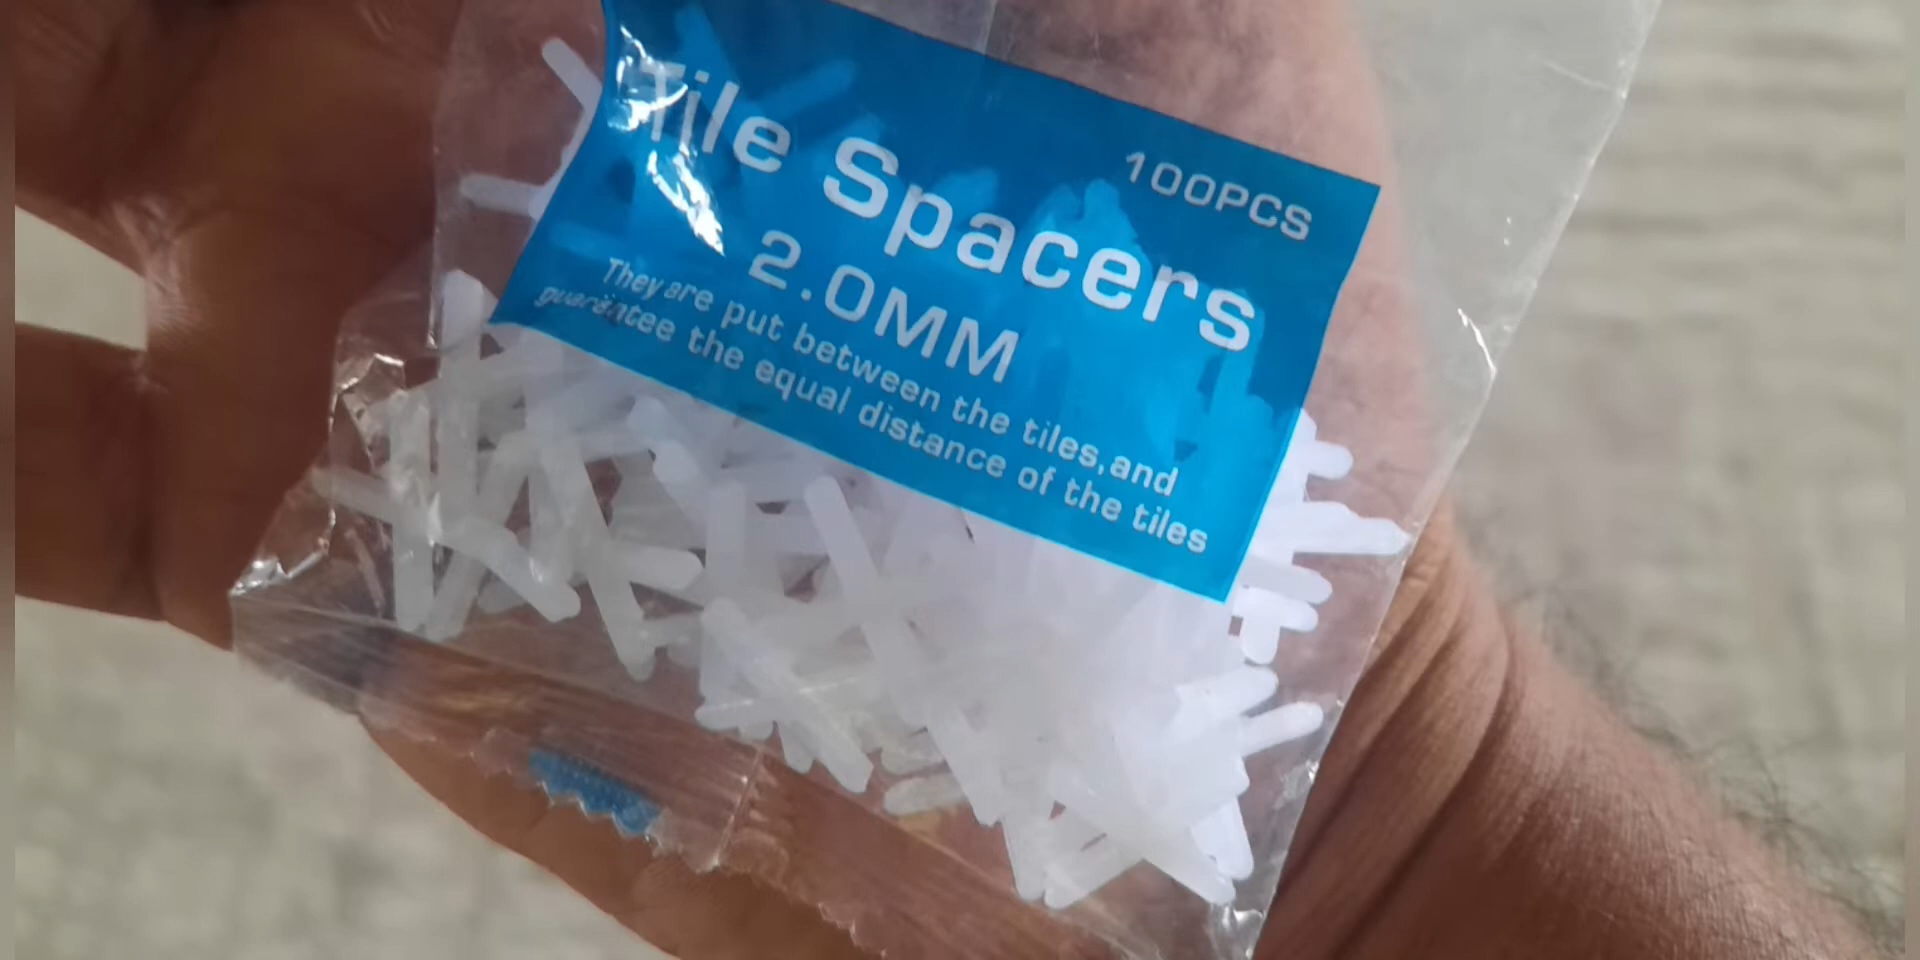 100PCS
Tile Spacers
2.0MM
They are put between the tiles,and
guarantee the equal distance of the tiles